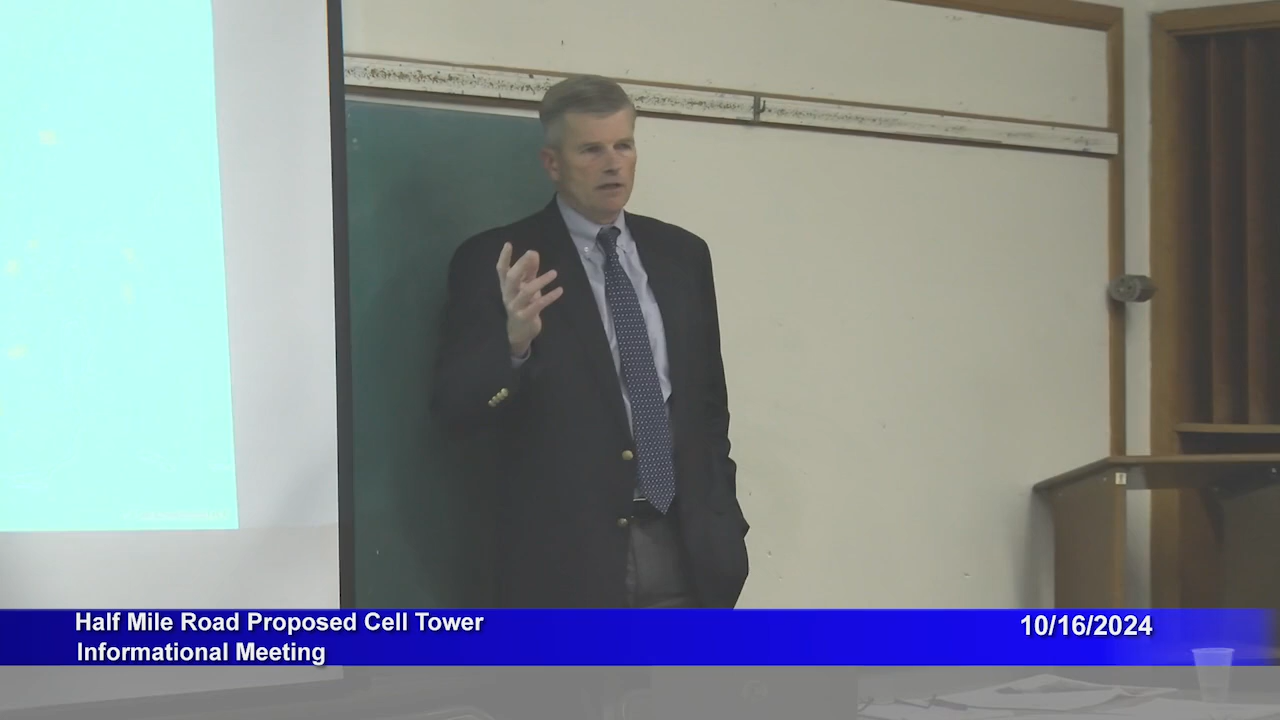 Half Mile Road Proposed Cell Tower
Informational Meeting
10/16/2024